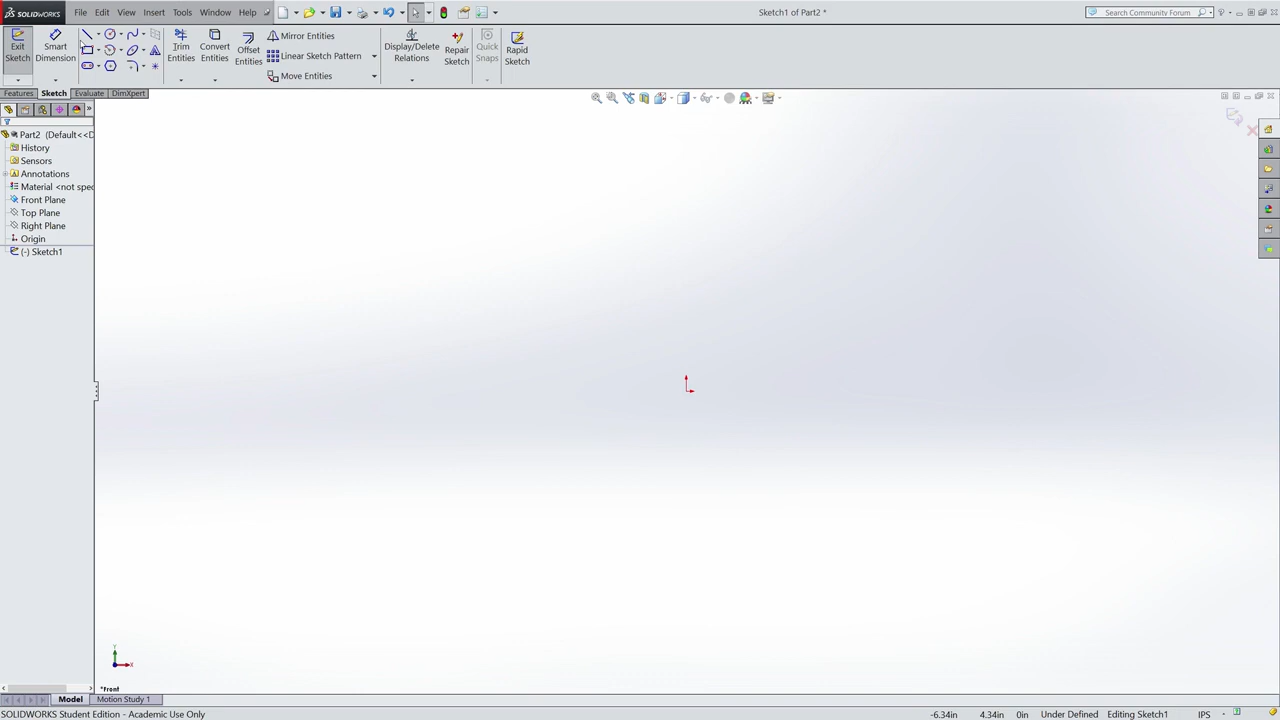 SOLIDWORKS File Edit View Insert Tools Window Help Sketch1 of Part2 * Search Community Forum
Exit Sketch
Smart Dimension
Trim Entities
Convert Entities
Offset Entities
Mirror Entities
Linear Sketch Pattern
Move Entities
Display/Delete Relations
Repair Sketch
Quick Snaps
Rapid Sketch
Features Sketch Evaluate DimXpert
Part2 (Default<<D
History
Sensors
Annotations
Material <not spec
Front Plane
Top Plane
Right Plane
Origin
(-) Sketch1
Y
X
*Front
Model Motion Study 1
SOLIDWORKS Student Edition - Academic Use Only -6.34in 4.34in 0in Under Defined Editing Sketch1 IPS